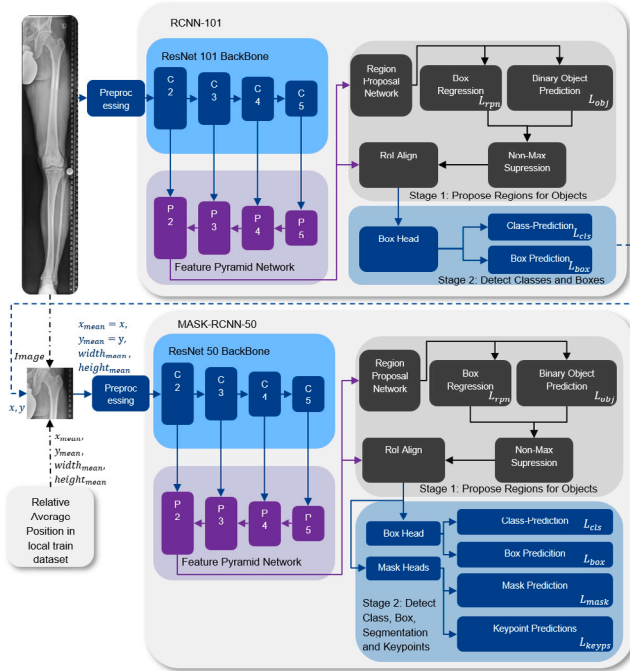 RCNN-101
ResNet 101 BackBone
Preproc
essing
C
2
C
3
C
4
C
5
P
2
P
3
P
4
P
5
Feature Pyramid Network
Region
Proposal
Network
Dox
Regression
L_rpn
Binary Object
Prediction
L_obj
RoI Align
Non-Max
Supression
Stage 1: Propose Regions for Objects
Box Head
Class-Prediction
L_cls
Box Prediction
L_box
Stage 2: Detect Classes and Boxes
MASK-RCNN-50
x_mean = x,
y_mean = y,
width_mean,
height_mean
Image
x, y
x_mean,
y_mean,
width_mean,
height_mean
Relative
Average
Position in
local train
dataset
Preproc
essing
ResNet 50 BackBone
C
2
C
3
C
4
C
5
P
2
P
3
P
4
P
5
Feature Pyramid Network
Region
Proposal
Network
Box
Regression
L_rpn
Binary Object
Prediction
L_obj
RoI Align
Non-Max
Supression
Stage 1: Propose Regions for Objects
Box Head
Mask Heads
Class-Prediction
L_cls
Box Prediction
L_box
Mask Prediction
L_mask
Keypoint Predictions
L_keyps
Stage 2: Detect
Class, Box,
Segmentation
and Keypoints